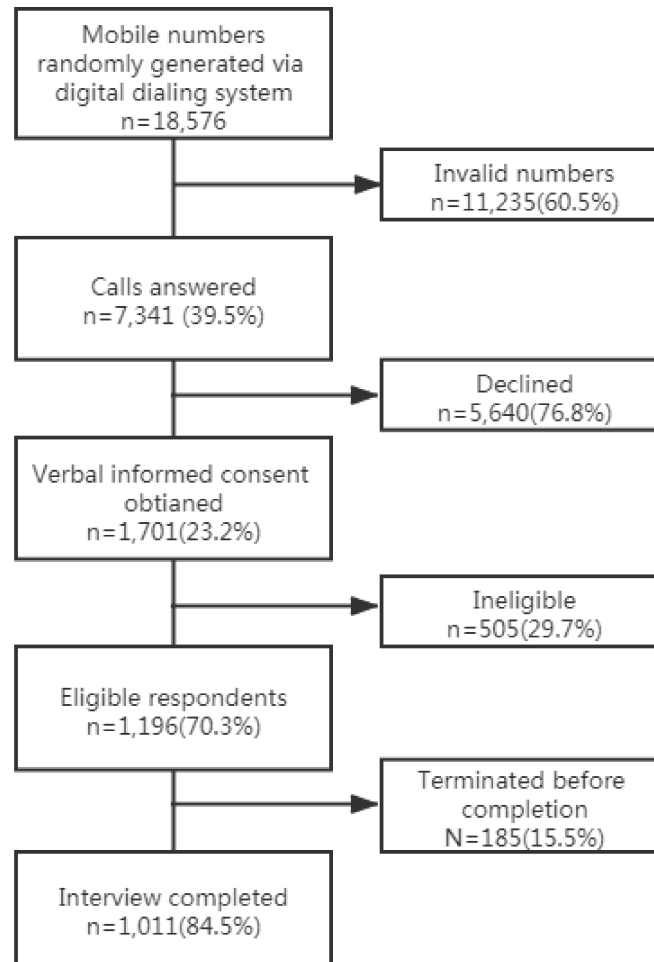 Mobile numbers
randomly generated via
digital dialing system
n=18,576
Invalid numbers
n=11,235(60.5%)
Calls answered
n=7,341 (39.5%)
Declined
n=5,640(76.8%)
Verbal informed consent
obtianed
n=1,701(23.2%)
Ineligible
n=505(29.7%)
Eligible respondents
n=1,196(70.3%)
Terminated before
completion
N=185(15.5%)
Interview completed
n=1,011(84.5%)